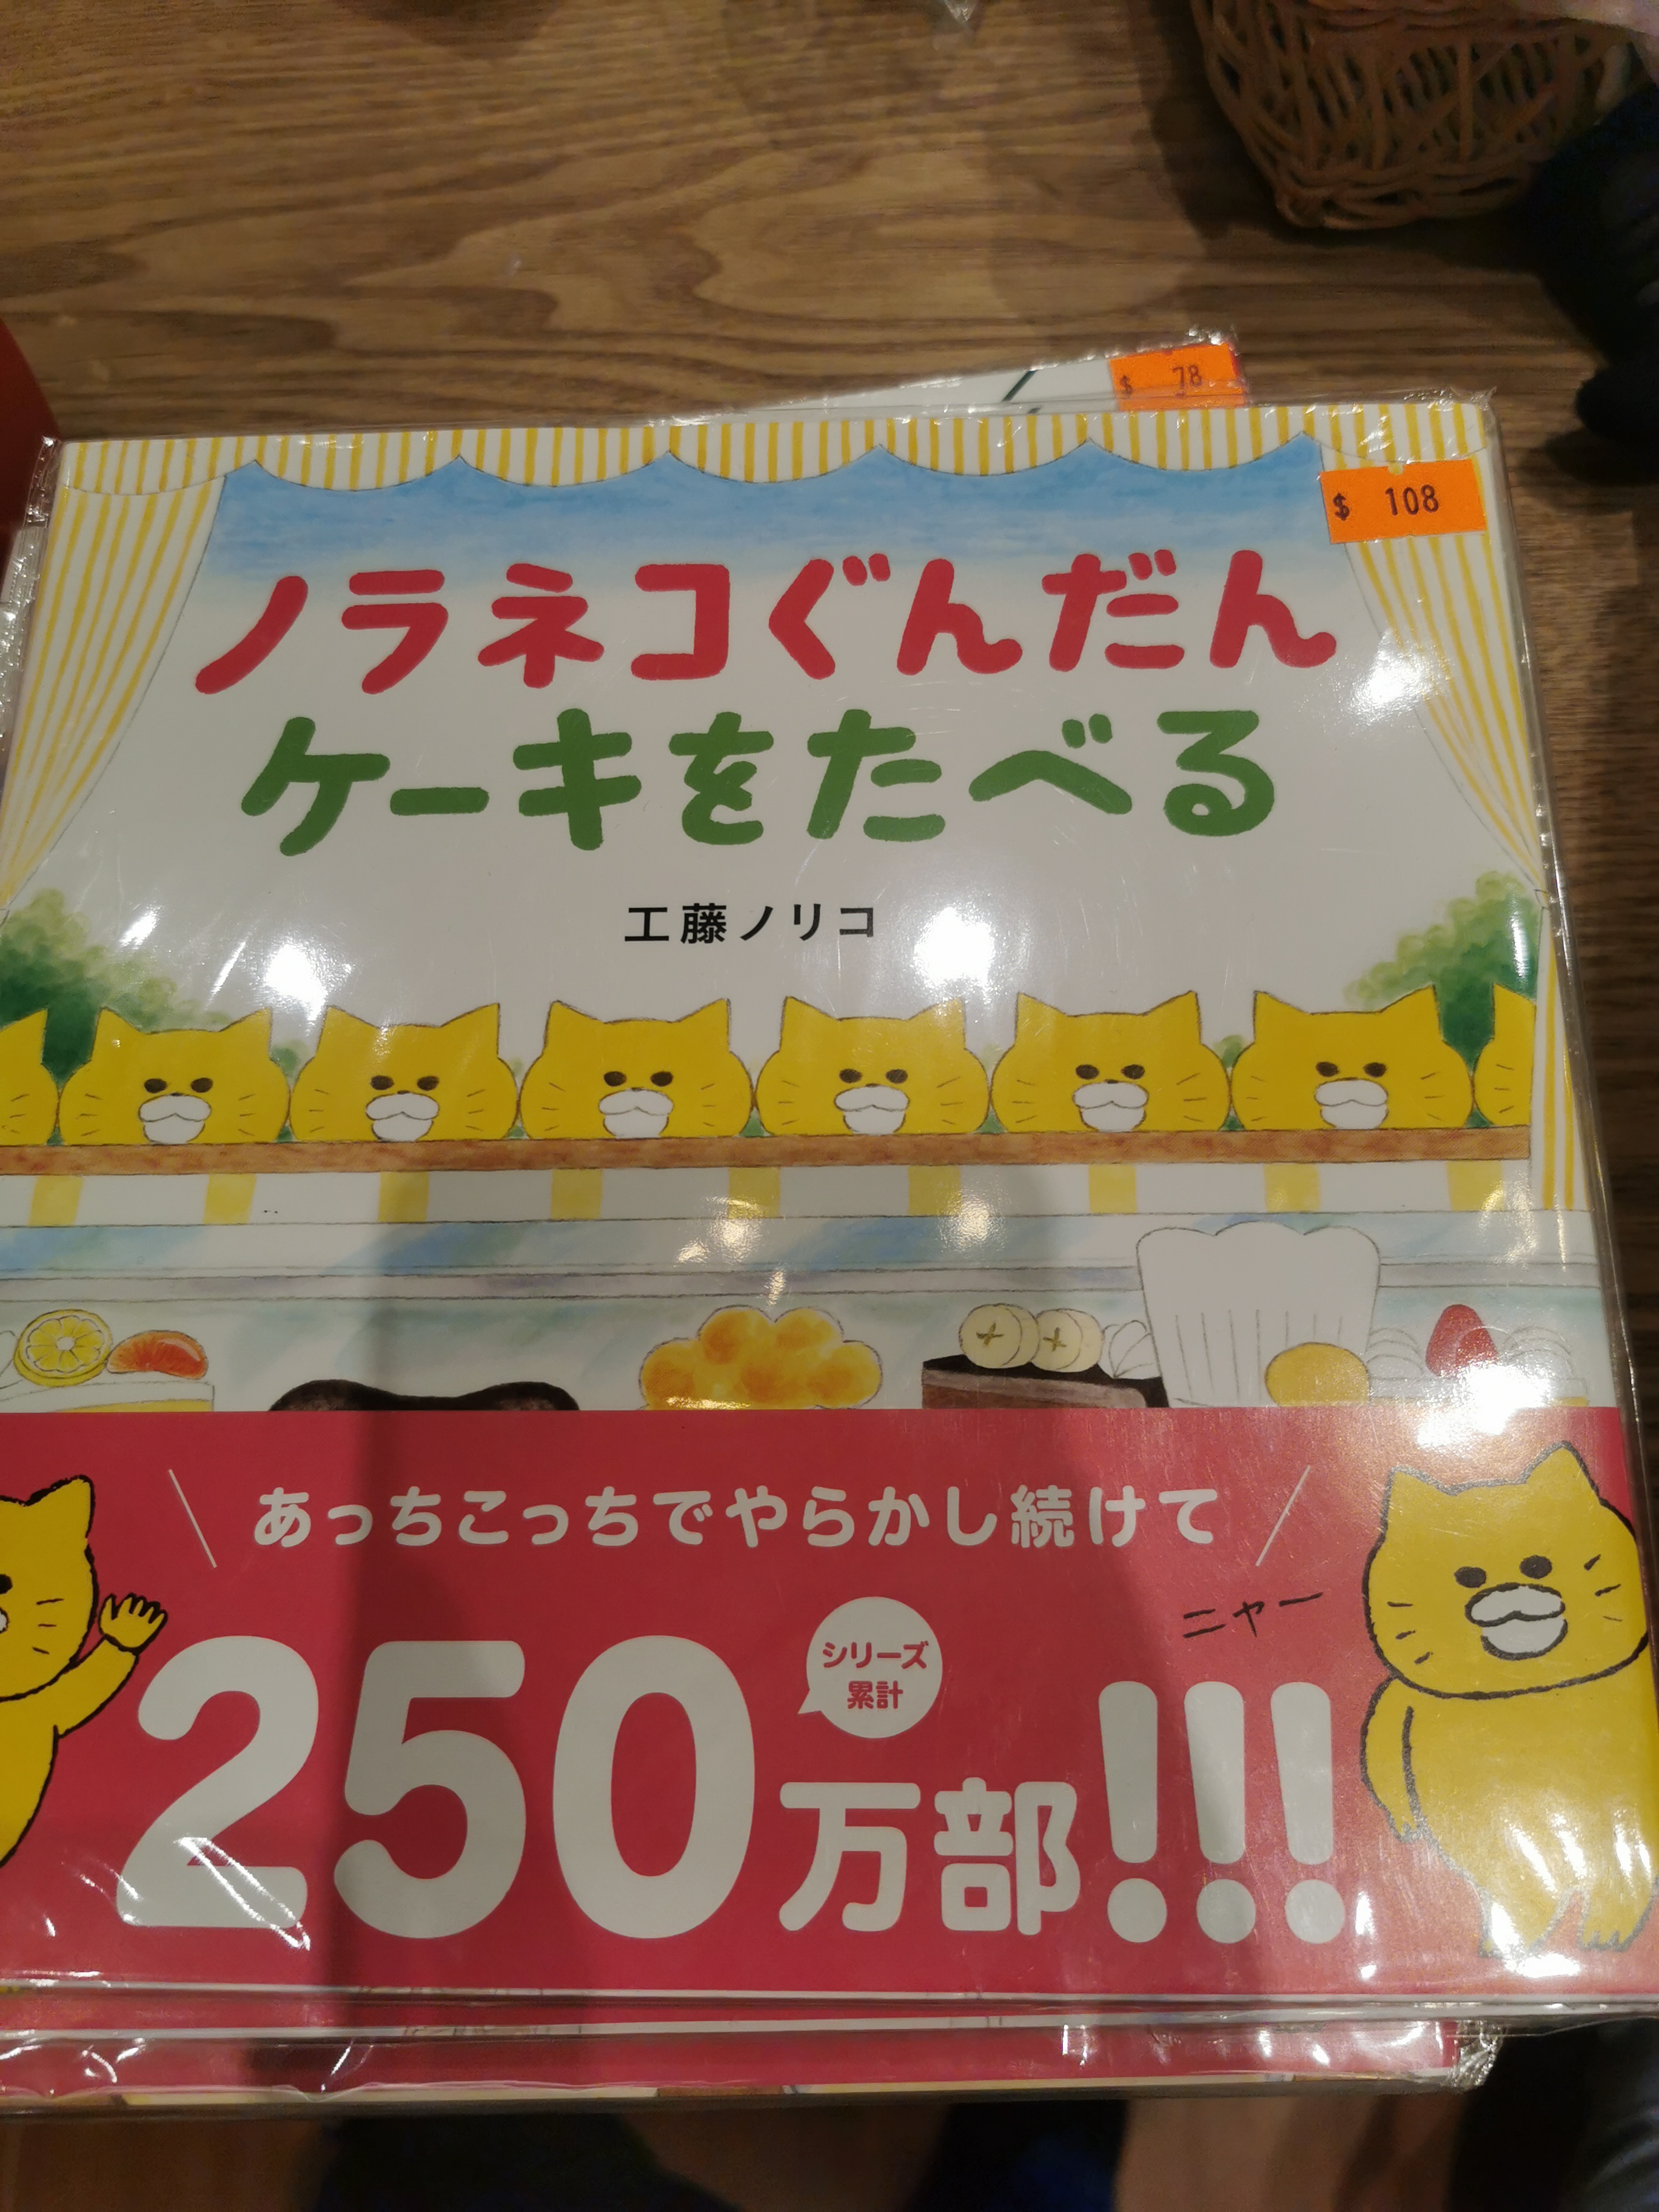 $ 78
$ 108
ノラネコぐんだん
ケーキをたべる
工藤ノリコ
あっちこっちでやらかし続けて
ニャー
シリーズ
累計
250万部!!!